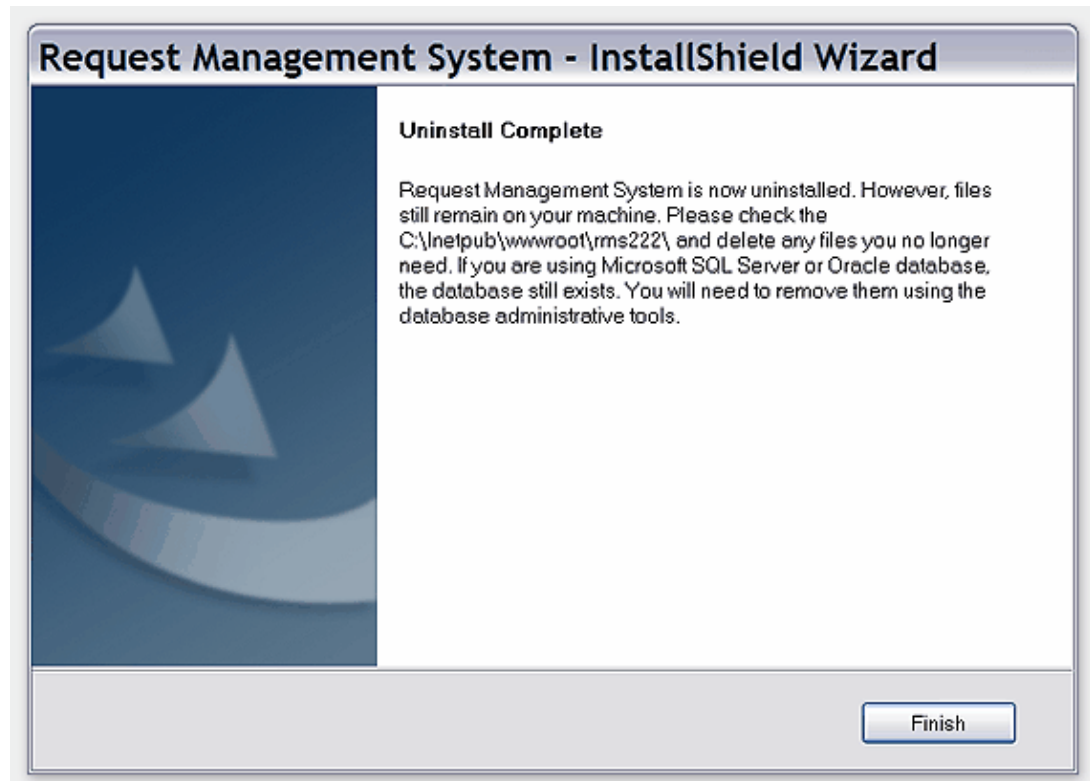 Request Management System - InstallShield Wizard
Uninstall Complete
Request Management System is now uninstalled. However, files
still remain on your machine. Please check the
C:\Inetpub\wwwroot\rms222\ and delete any files you no longer
need. If you are using Microsoft SQL Server or Oracle database,
the database still exists. You will need to remove them using the
database administrative tools.
Finish